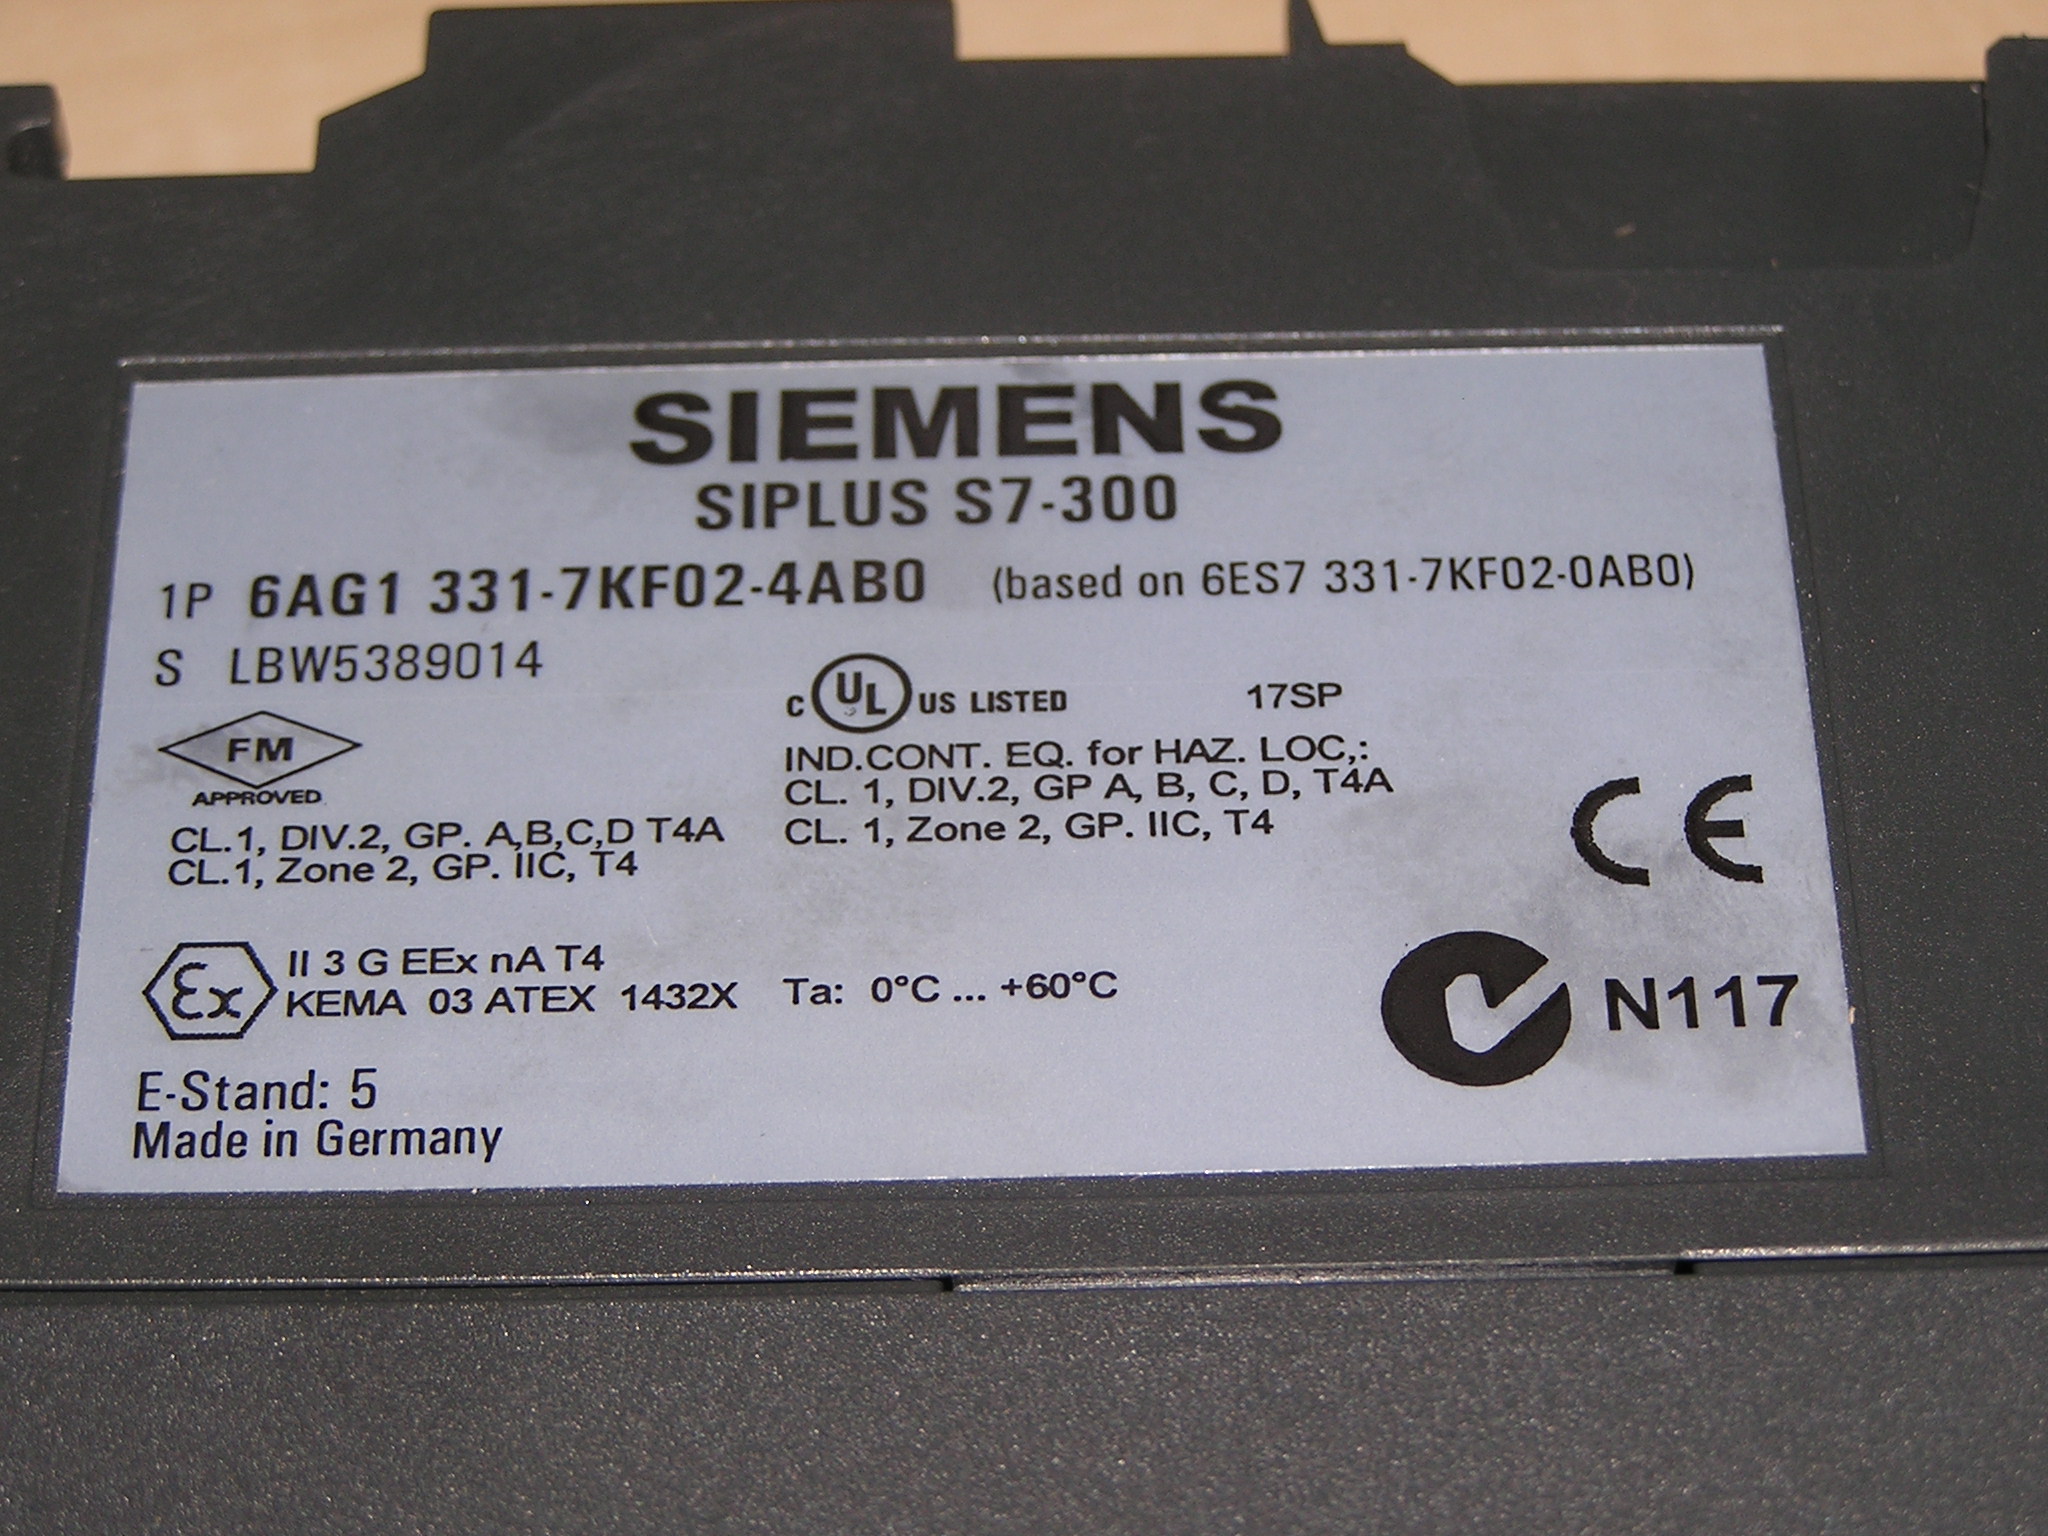 SIEMENS
SIPLUS S7-300
1P 6AG1 331-7KF02-4AB0 (based on 6ES7 331-7KF02-0AB0)
S LBW5389014
FM
APPROVED
CL.1, DIV.2, GP. A,B,C,D T4A
CL.1, Zone 2, GP. IIC, T4
C UL US LISTED 17SP
IND.CONT. EQ. for HAZ. LOC,:
CL. 1, DIV.2, GP A, B, C, D, T4A
CL. 1, Zone 2, GP. IIC, T4
CE
Ex II 3 G EEx nA T4
KEMA 03 ATEX 1432X Ta: 0°C ... +60°C
N117
E-Stand: 5
Made in Germany